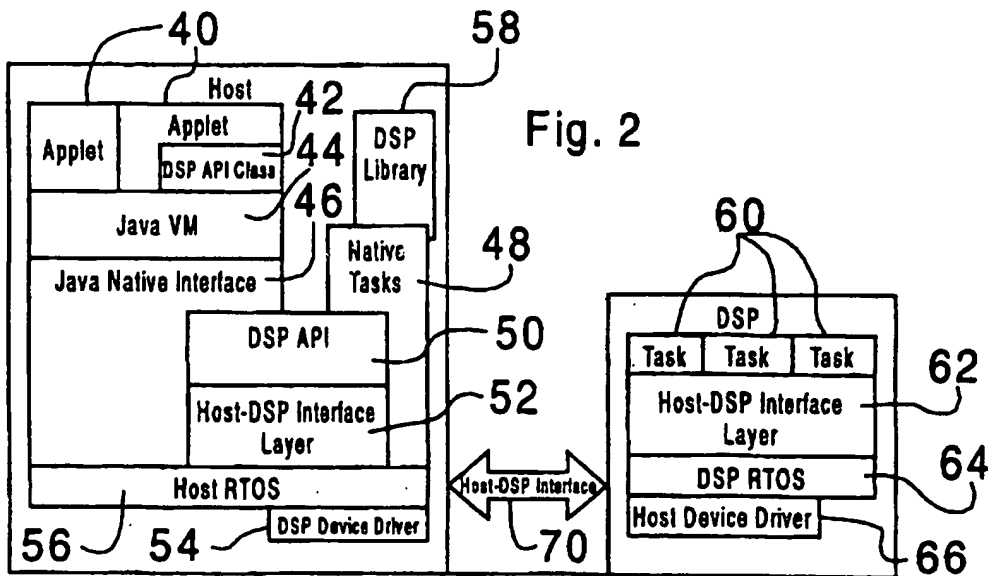 40
58
Host
42
Applet
Applet
DSP API Class
44
DSP
Library
Fig. 2
Java VM
46
60
Java Native Interface
Native
Tasks
48
DSP API
50
DSP
Task
Task
Task
62
Host-DSP Interface
Layer
52
Host-DSP Interface
Layer
64
Host RTOS
Host-DSP Interface
DSP RTOS
56
54
DSP Device Driver
70
Host Device Driver
66